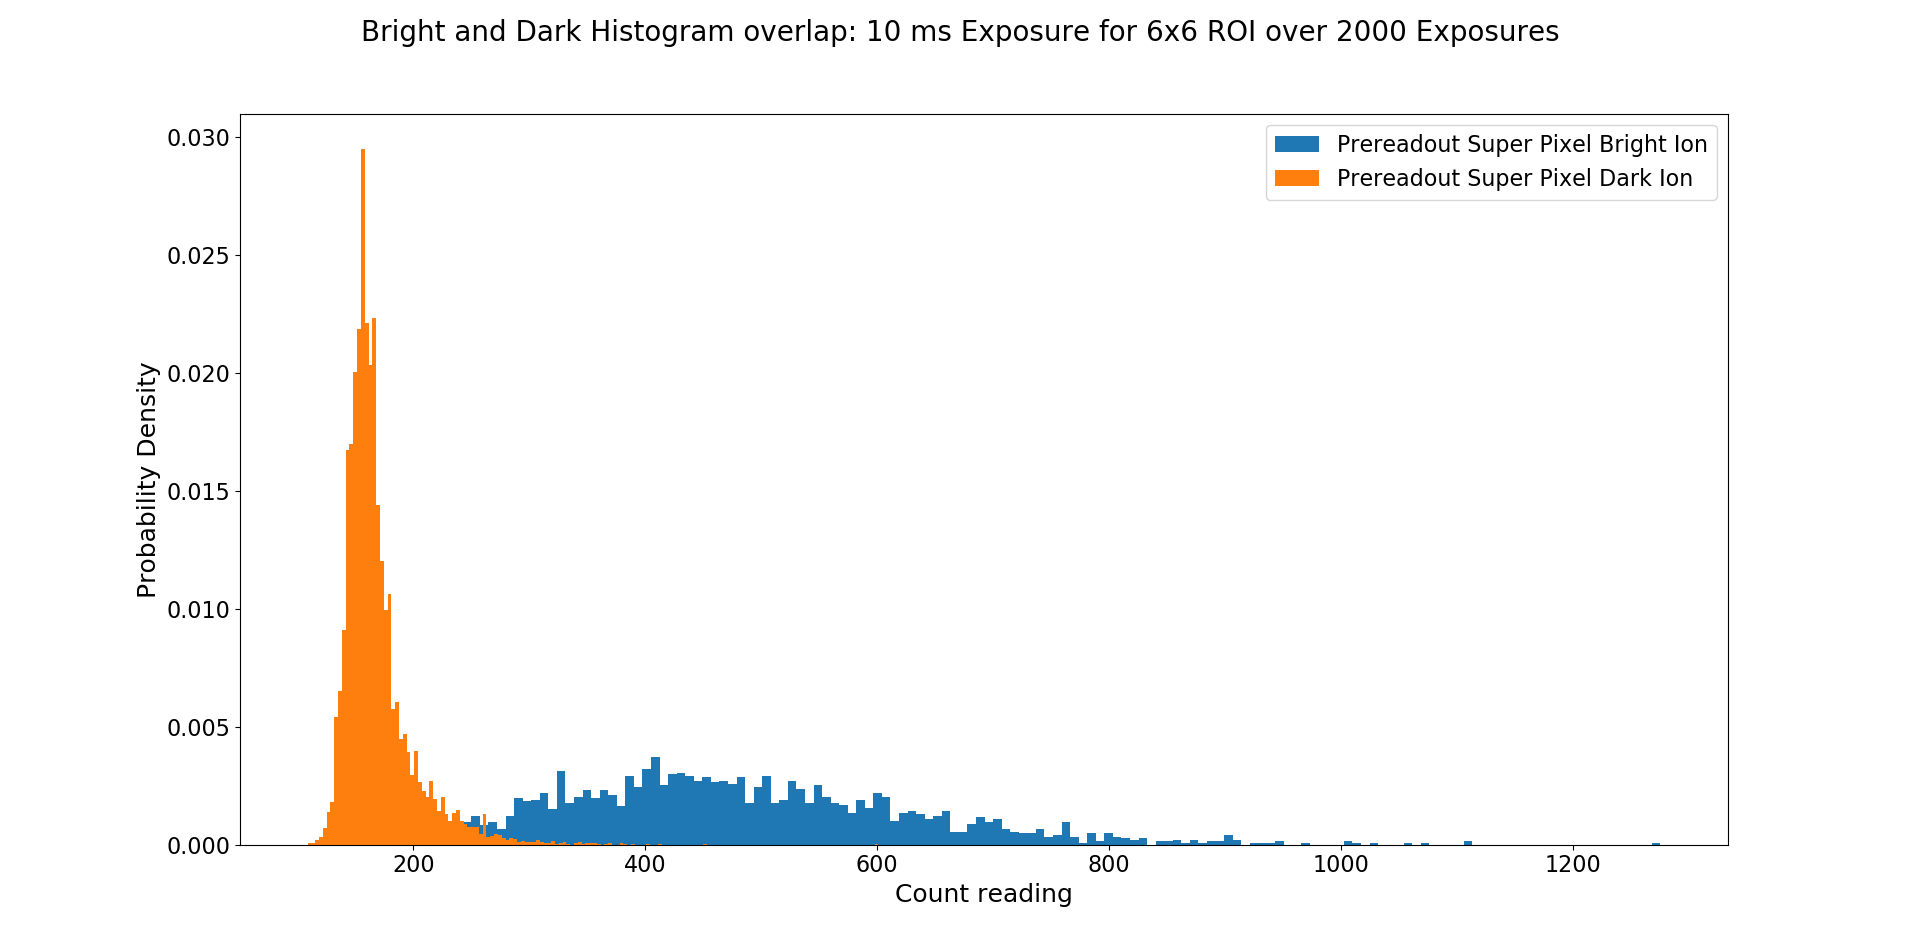 Bright and Dark Histogram overlap: 10 ms Exposure for 6x6 ROI over 2000 Exposures
Prereadout Super Pixel Bright Ion
Prereadout Super Pixel Dark Ion
Probability Density
0.030
0.025
0.020
0.015
0.010
0.005
0.000
200 400 600 800 1000 1200
Count reading